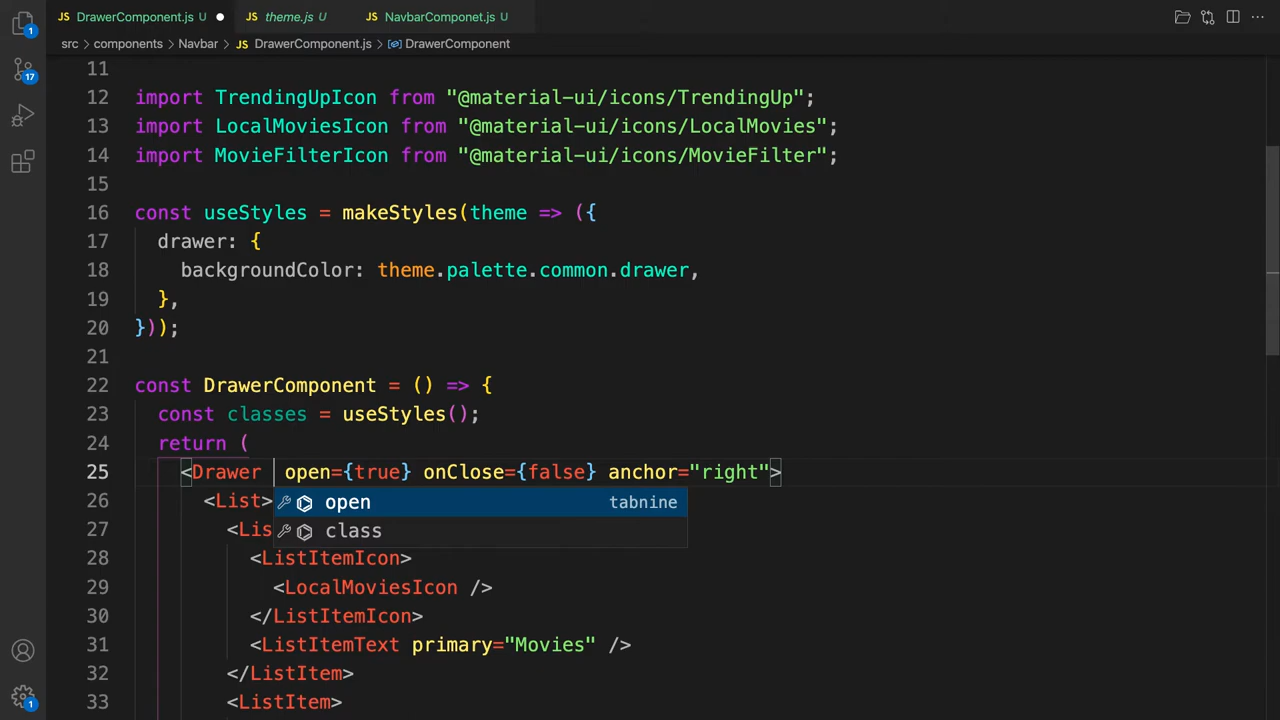 DrawerComponent.js U ● JS theme.js U JS NavbarComponet.js U
src > components > Navbar > JS DrawerComponent.js > DrawerComponent
11
12 import TrendingUpIcon from "@material-ui/icons/TrendingUp";
13 import LocalMoviesIcon from "@material-ui/icons/LocalMovies";
14 import MovieFilterIcon from "@material-ui/icons/MovieFilter";
15
16 const useStyles = makeStyles(theme => ({
17 drawer: {
18 backgroundColor: theme.palette.common.drawer,
19 },
20 }));
21
22 const DrawerComponent = () => {
23 const classes = useStyles();
24 return (
25 <Drawer open={true} onClose={false} anchor="right">
open tabnine
class
26 <List>
27 <Lis
28 <ListItemIcon>
29 <LocalMoviesIcon />
30 </ListItemIcon>
31 <ListItemText primary="Movies" />
32 </ListItem>
33 <ListItem>
1
17
1